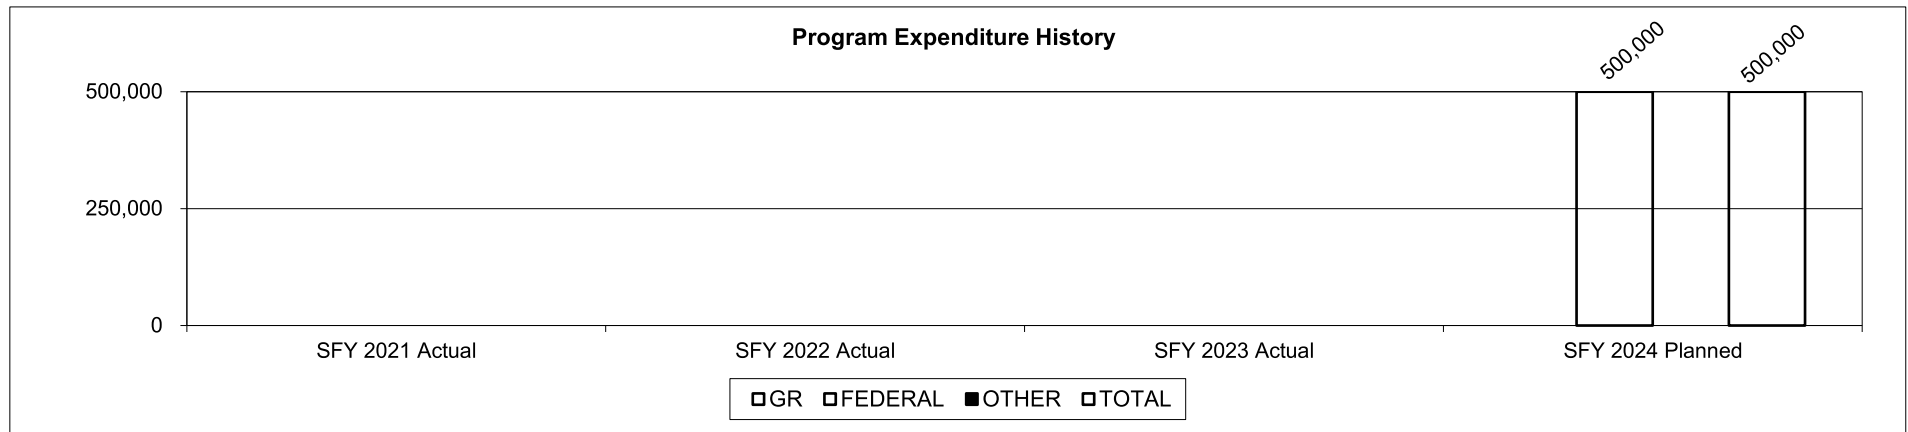 Program Expenditure History
500,000
500,000
500,000
250,000
0
SFY 2021 Actual
SFY 2022 Actual
SFY 2023 Actual
SFY 2024 Planned
GR FEDERAL OTHER TOTAL